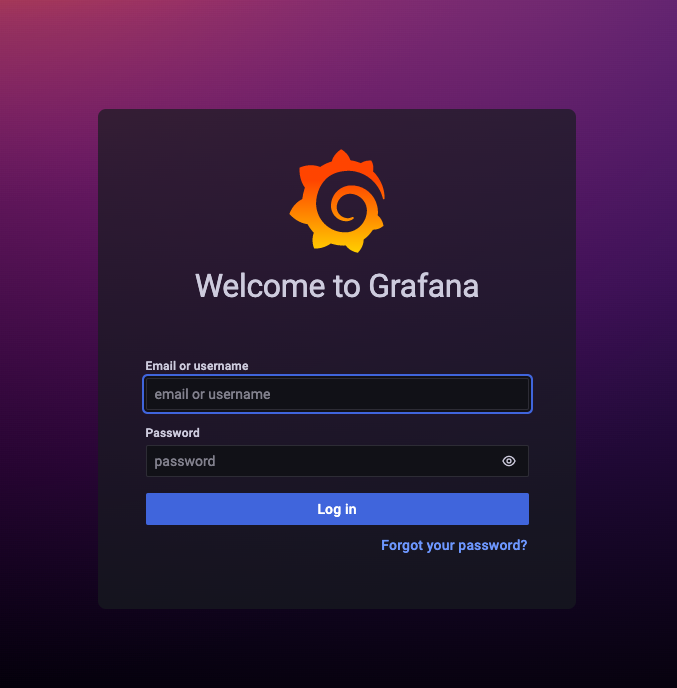 Welcome to Grafana
Email or username
email or username
Password
password
Log in
Forgot your password?